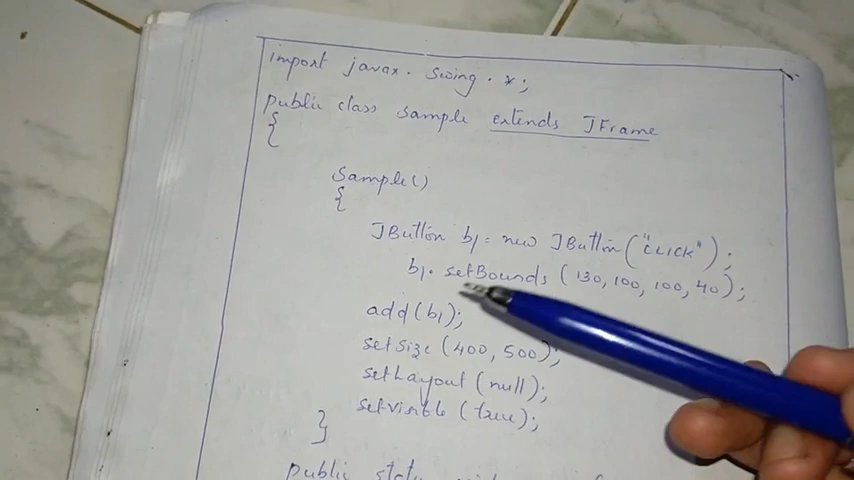 import javax. swing. *;
public class Sample extends JFrame
{
Sample()
{
JButton b1 = new JButton ("CLICK");
b1. setBounds (130, 100, 100, 40);
add(b1);
setSize (400, 500);
setLayout (null);
setVisible (true);
}
public